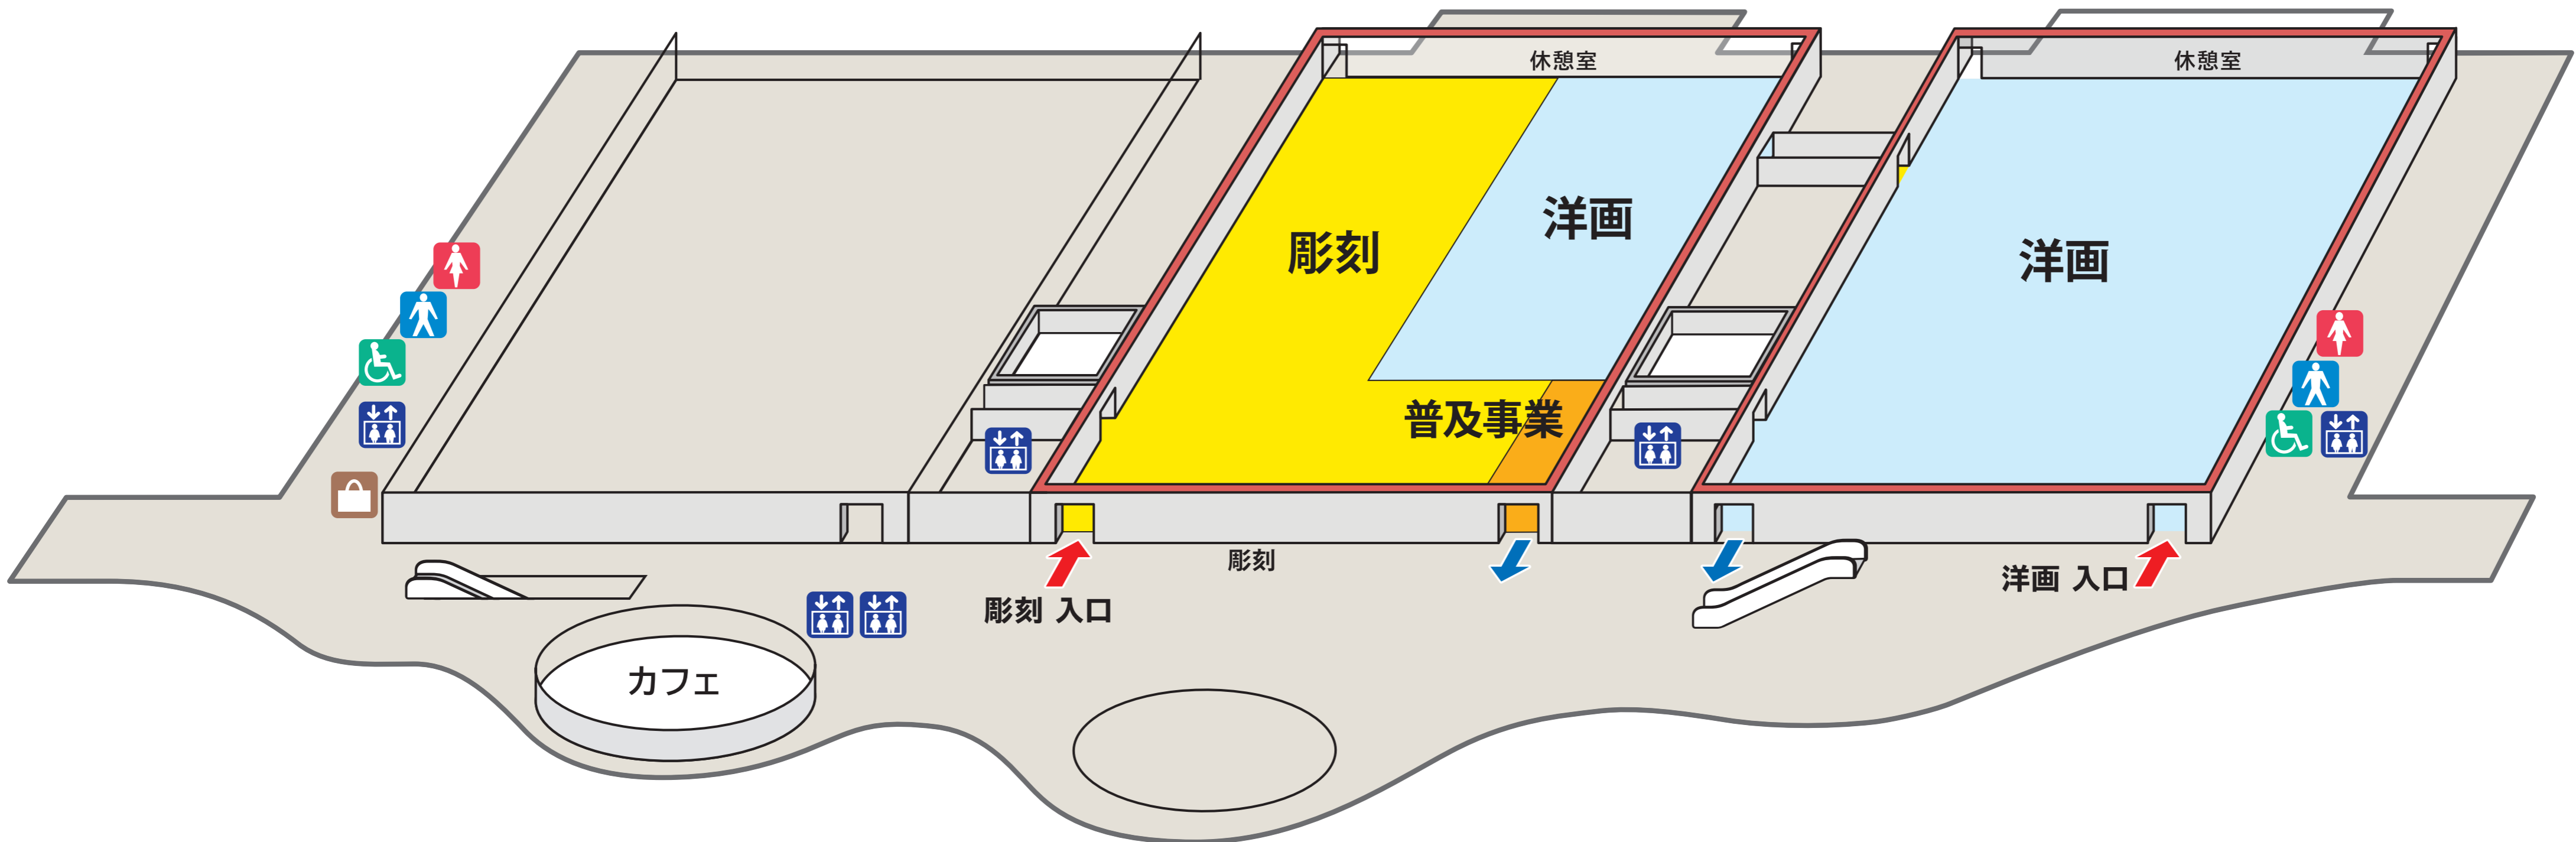 休憩室
休憩室
洋画
彫刻
洋画
普及事業
彫刻
洋画 入口
彫刻 入口
カフェ